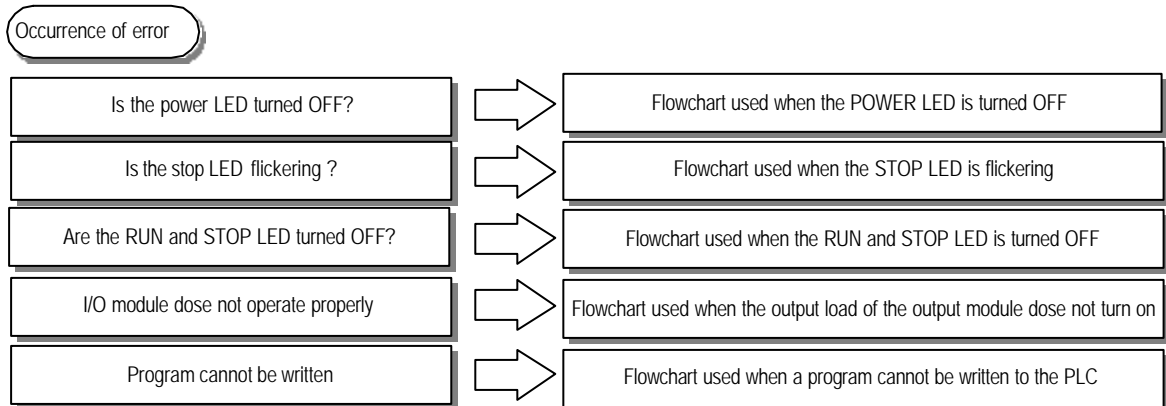 Occurrence of error
Is the power LED turned OFF?
Flowchart used when the POWER LED is turned OFF
Is the stop LED flickering ?
Flowchart used when the STOP LED is flickering
Are the RUN and STOP LED turned OFF?
Flowchart used when the RUN and STOP LED is turned OFF
I/O module dose not operate properly
Flowchart used when the output load of the output module dose not turn on
Program cannot be written
Flowchart used when a program cannot be written to the PLC